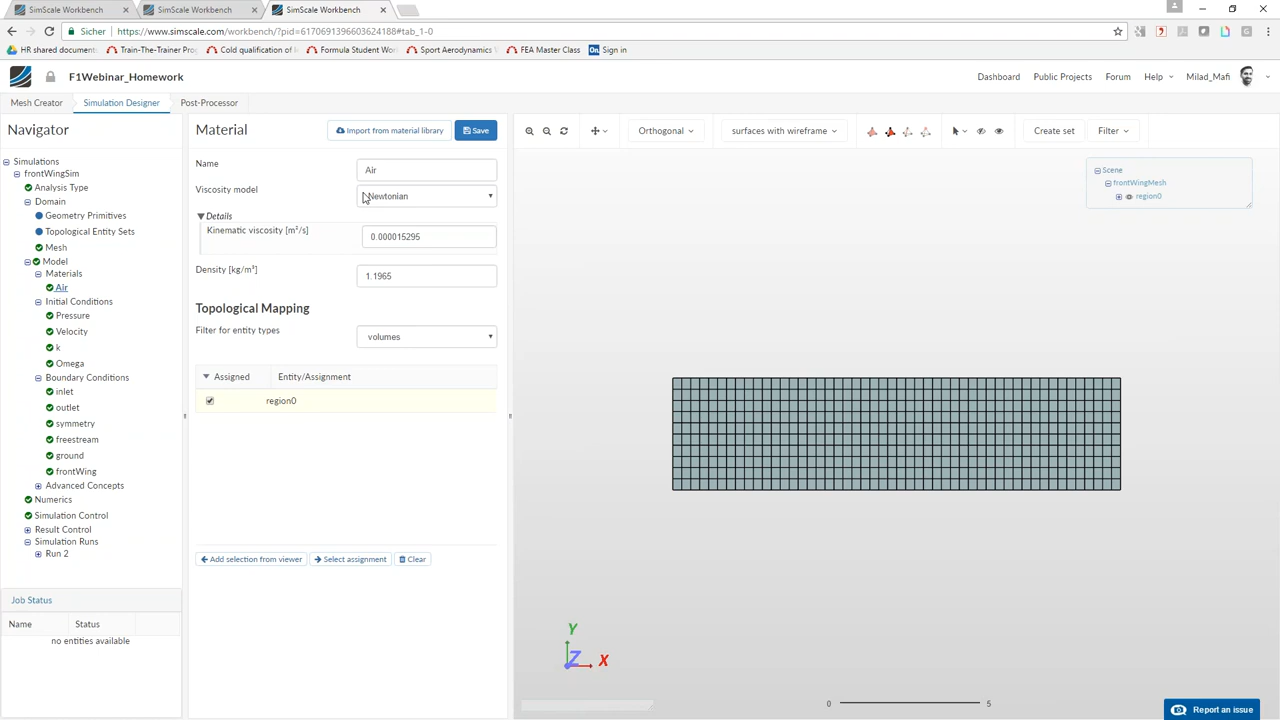 SimScale Workbench
SimScale Workbench
SimScale Workbench
Sicher https://www.simscale.com/workbench/?pid=6170691396603624188#tab_1-0
HR shared documents Train-The-Trainer Prog Cold qualification of Formula Student Wor Sport Aerodynamics FEA Master Class Sign in
F1Webinar_Homework Dashboard Public Projects Forum Help Milad_Mafi
Mesh Creator Simulation Designer Post-Processor
Navigator
Simulations
frontWingSim
Analysis Type
Domain
Geometry Primitives
Topological Entity Sets
Mesh
Model
Materials
Air
Initial Conditions
Pressure
Velocity
k
Omega
Boundary Conditions
inlet
outlet
symmetry
freestream
ground
frontWing
Advanced Concepts
Numerics
Simulation Control
Result Control
Simulation Runs
Run 2
Job Status
Name Status
no entities available
Material Import from material library Save
Name Air
Viscosity model Newtonian
Details
Kinematic viscosity [m²/s] 0.000015295
Density [kg/m³] 1.1965
Topological Mapping
Filter for entity types volumes
Assigned Entity/Assignment
region0
Add selection from viewer Select assignment Clear
Orthogonal surfaces with wireframe Create set Filter
Scene
frontWingMesh
region0
Y
Z X
0 5
Report an issue